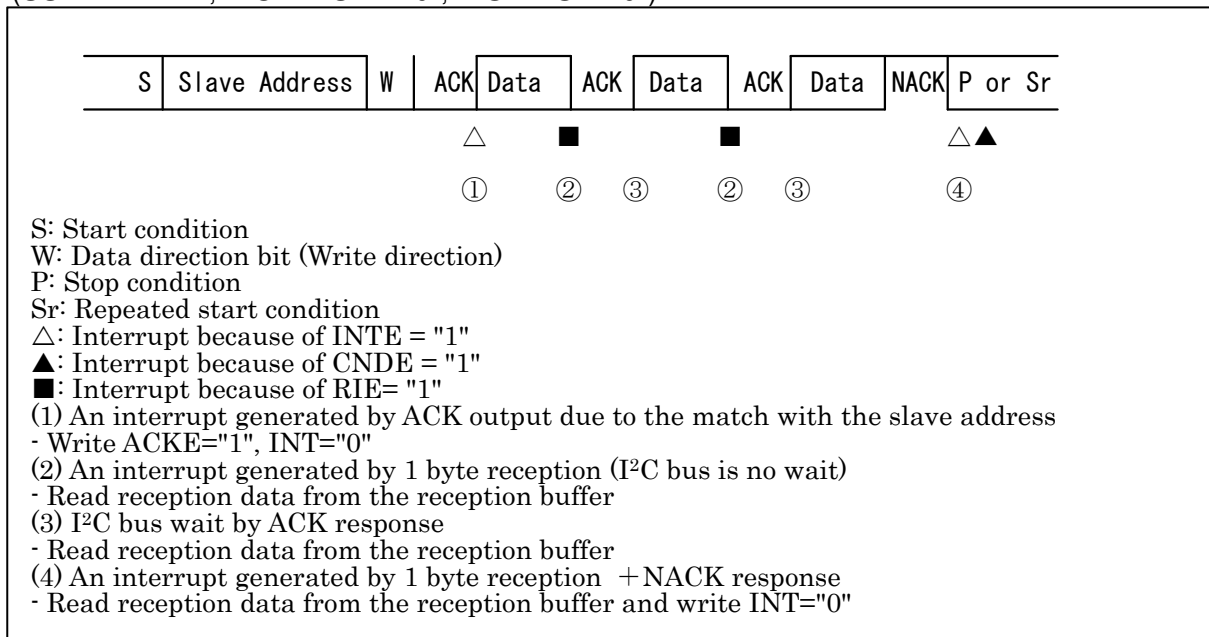 S Slave Address W ACK Data ACK Data ACK Data NACK P or Sr
△ ■ ■ △▲
① ② ③ ② ③ ④
S: Start condition
W: Data direction bit (Write direction)
P: Stop condition
Sr: Repeated start condition
△: Interrupt because of INTE = "1"
▲: Interrupt because of CNDE = "1"
■: Interrupt because of RIE= "1"
(1) An interrupt generated by ACK output due to the match with the slave address
- Write ACKE="1", INT="0"
(2) An interrupt generated by 1 byte reception (I²C bus is no wait)
- Read reception data from the reception buffer
(3) I²C bus wait by ACK response
- Read reception data from the reception buffer
(4) An interrupt generated by 1 byte reception +NACK response
- Read reception data from the reception buffer and write INT="0"